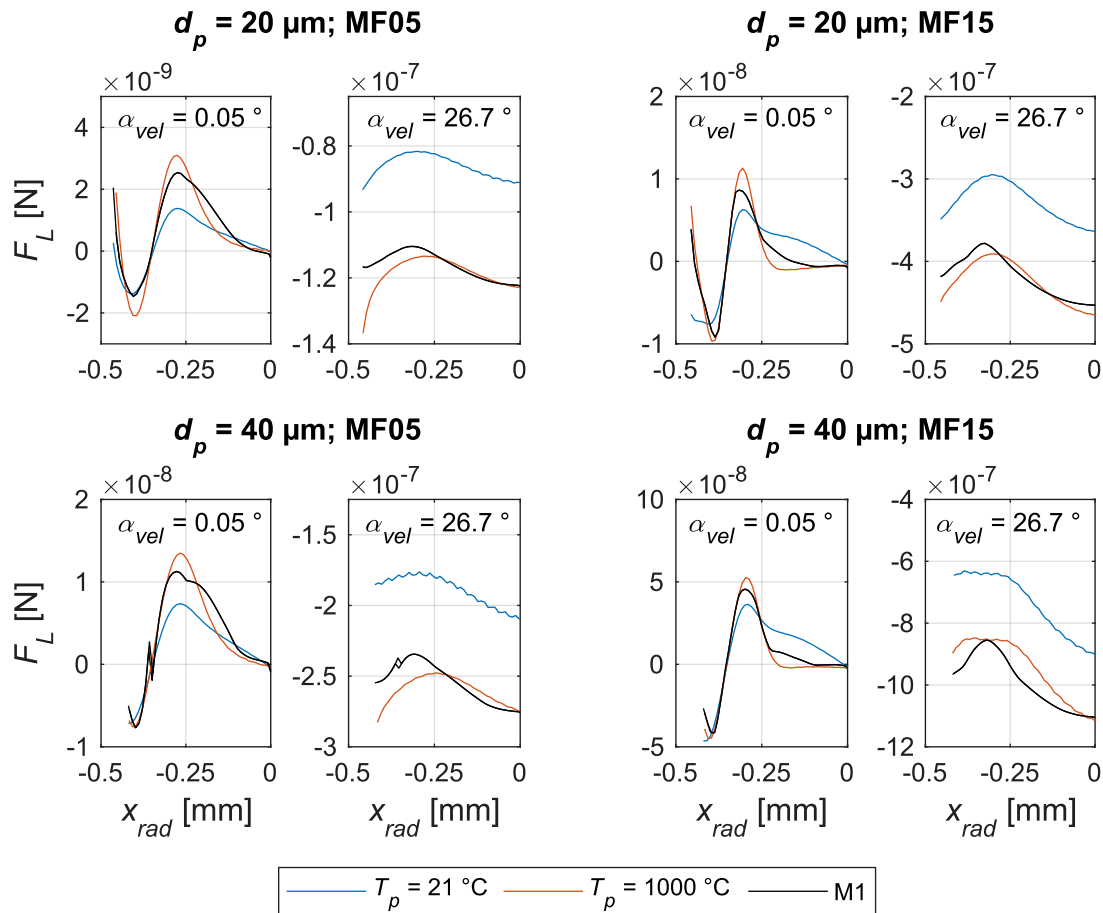 d_p = 20 µm; MF05
d_p = 20 µm; MF15
×10⁻⁹
×10⁻⁷
×10⁻⁸
×10⁻⁷
α_vel = 0.05 °
α_vel = 26.7 °
α_vel = 0.05 °
α_vel = 26.7 °
F_L [N]
4
2
0
-2
-0.8
-1
-1.2
-1.4
2
1
0
-1
-2
-3
-4
-5
-0.5 -0.25 0
-0.5 -0.25 0
-0.5 -0.25 0
-0.5 -0.25 0
d_p = 40 µm; MF05
d_p = 40 µm; MF15
×10⁻⁸
×10⁻⁷
×10⁻⁸
×10⁻⁷
α_vel = 0.05 °
α_vel = 26.7 °
α_vel = 0.05 °
α_vel = 26.7 °
F_L [N]
2
1
0
-1
-1.5
-2
-2.5
-3
10
5
0
-5
-4
-6
-8
-10
-12
-0.5 -0.25 0
-0.5 -0.25 0
-0.5 -0.25 0
-0.5 -0.25 0
x_rad [mm]
x_rad [mm]
x_rad [mm]
x_rad [mm]
T_p = 21 °C T_p = 1000 °C M1